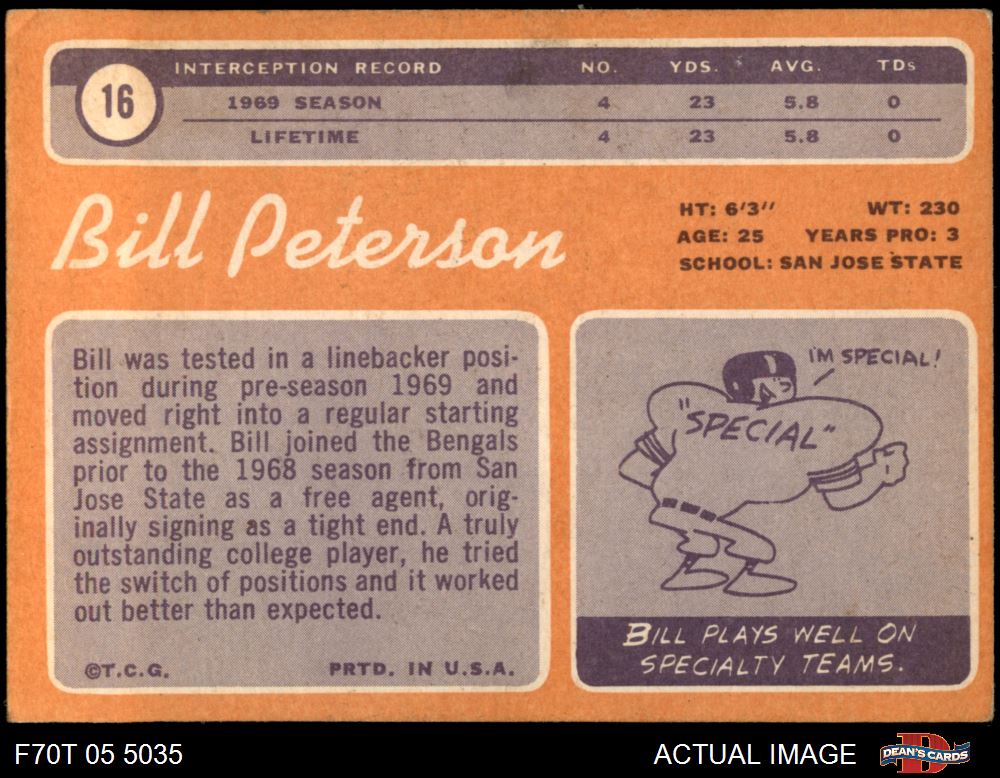 16
INTERCEPTION RECORD NO. YDS. AVG. TDs
1969 SEASON 4 23 5.8 0
LIFETIME 4 23 5.8 0
Bill Peterson
HT: 6'3" WT: 230
AGE: 25 YEARS PRO: 3
SCHOOL: SAN JOSE STATE
Bill was tested in a linebacker posi-
tion during pre-season 1969 and
moved right into a regular starting
assignment. Bill joined the Bengals
prior to the 1968 season from San
Jose State as a free agent, orig-
inally signing as a tight end. A truly
outstanding college player, he tried
the switch of positions and it worked
out better than expected.
©T.C.G. PRTD. IN U.S.A.
I'M SPECIAL!
"SPECIAL"
BILL PLAYS WELL ON
SPECIALTY TEAMS.
F70T 05 5035 ACTUAL IMAGE DEAN'S CARDS